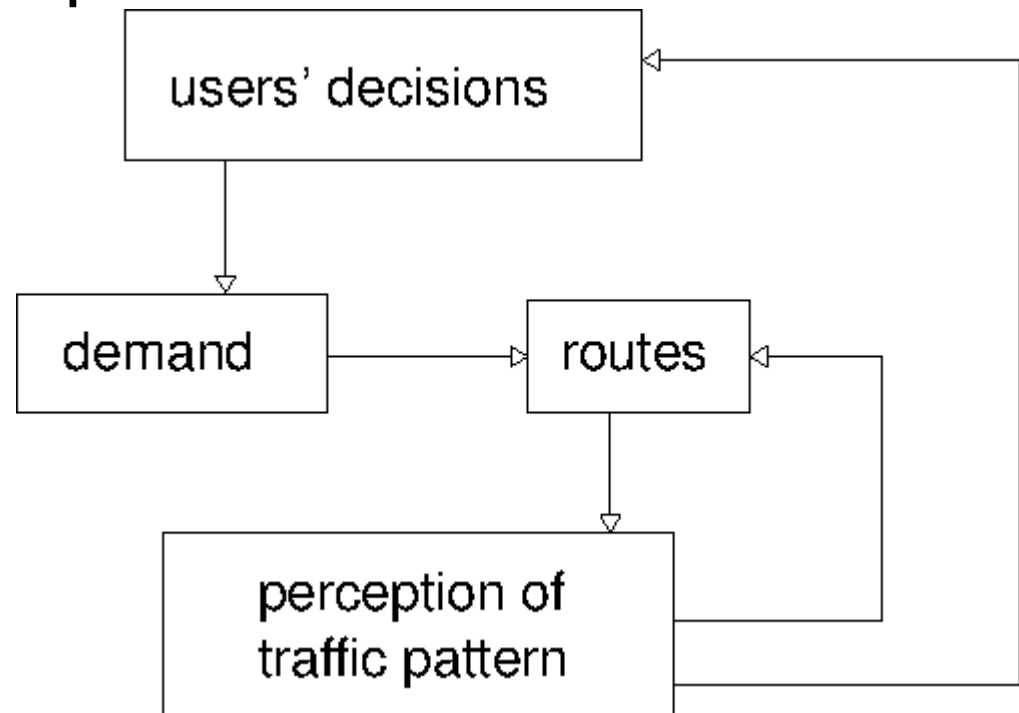 users’ decisions
demand
routes
perception of
traffic pattern